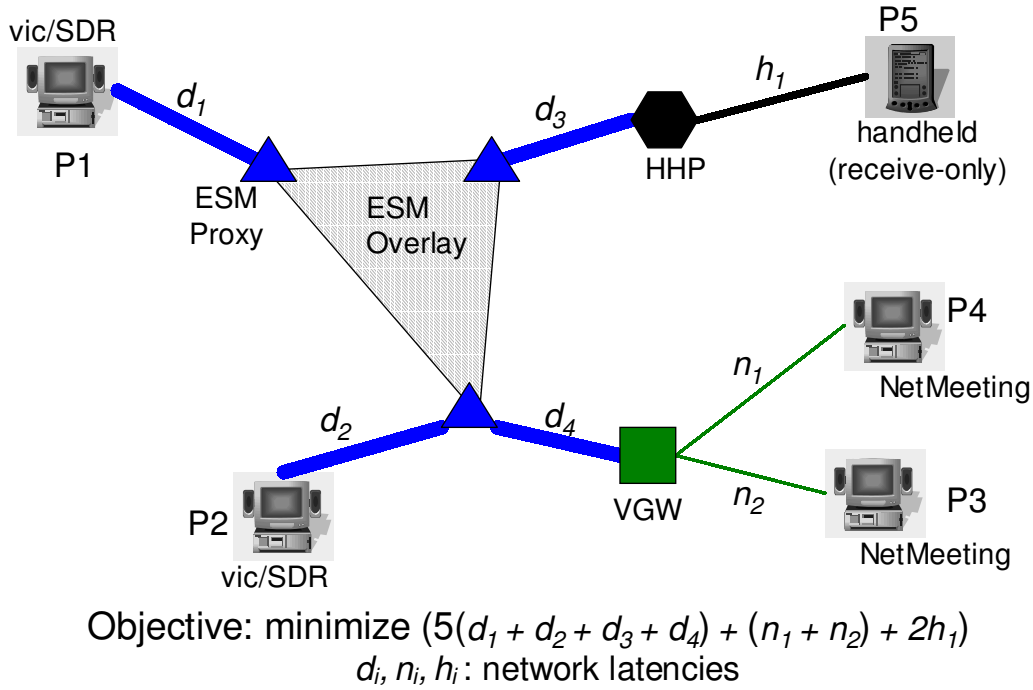 vic/SDR
P1
d1
ESM
Proxy
ESM
Overlay
d3
HHP
h1
P5
handheld
(receive-only)
P4
NetMeeting
n1
n2
P3
NetMeeting
VGW
d4
d2
P2
vic/SDR
Objective: minimize (5(d1 + d2 + d3 + d4) + (n1 + n2) + 2h1)
di, ni, hi: network latencies